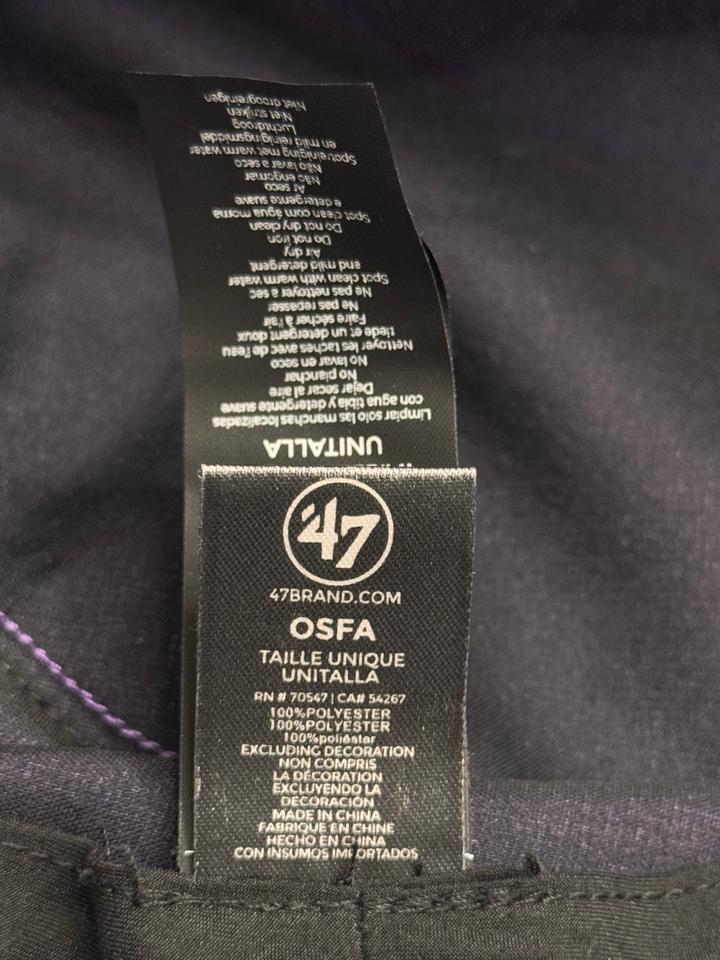 '47
47BRAND.COM
OSFA
TAILLE UNIQUE
UNITALLA
RN # 70547 | CA# 54267
100%POLYESTER
100%POLYESTER
100%poliéster
EXCLUDING DECORATION
NON COMPRIS
LA DÉCORATION
EXCLUYENDO LA
DECORACIÓN
MADE IN CHINA
FABRIQUE EN CHINE
HECHO EN CHINA
CON INSUMOS IMPORTADOS
UNITALLA
Limpiar solo las manchas localizadas
con agua tibia y detergente suave
Dejar secar al aire
No planchar
No lavar en seco
Nettoyer les taches avec de l'eau
tiede et un détergent doux
Faire sécher à l'air
Ne pas repasser
Ne pas nettoyer a sec
Spot clean with warm water
and mild detergent
Air dry
Do not iron
Do not dry clean
Spot clean com água morna
e detergente suave
Ar seco
Não engomar
Não lavar a seco
Spotreiniging met warm water
en mild reinigingsmiddel
Luchtdroog
Niet strijken
Niet droogreinigen